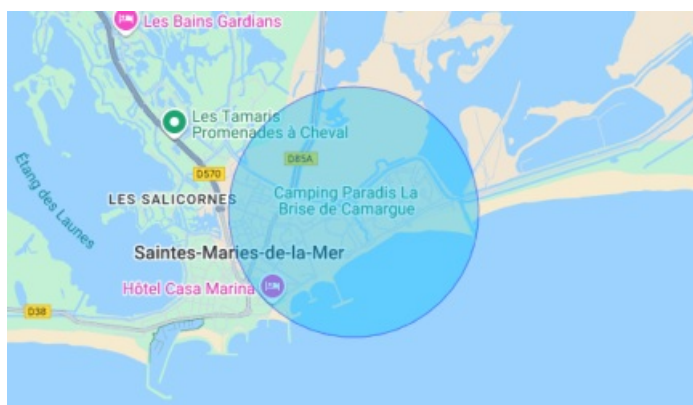 Les Bains Gardians
Les Tamaris
Promenades à Cheval
D85A
D570
Camping Paradis La
Brise de Camargue
LES SALICORNES
Étang des Launes
Saintes-Maries-de-la-Mer
Hôtel Casa Marina
D38